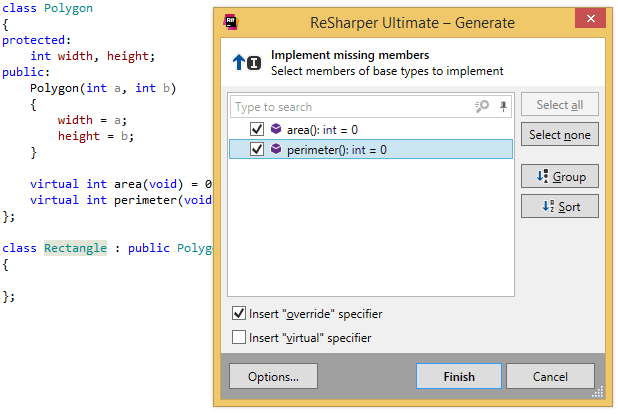 class Polygon
{
protected:
int width, height;
public:
Polygon(int a, int b)
{
width = a;
height = b;
}
virtual int area(void) = 0
virtual int perimeter(void
};
class Rectangle : public Polyg
{
};
ReSharper Ultimate – Generate
Implement missing members
Select members of base types to implement
Type to search
area(): int = 0
perimeter(): int = 0
Select all
Select none
Group
Sort
Insert "override" specifier
Insert "virtual" specifier
Options...
Finish
Cancel